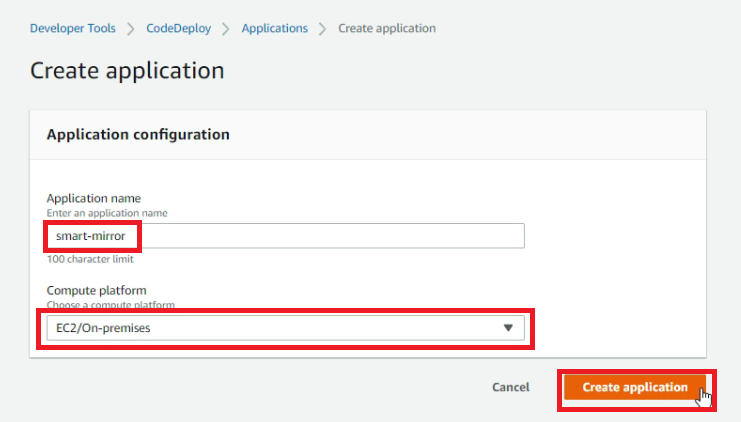 Developer Tools > CodeDeploy > Applications > Create application
Create application
Application configuration
Application name
Enter an application name
smart-mirror
100 character limit
Compute platform
Choose a compute platform
EC2/On-premises
Cancel Create application